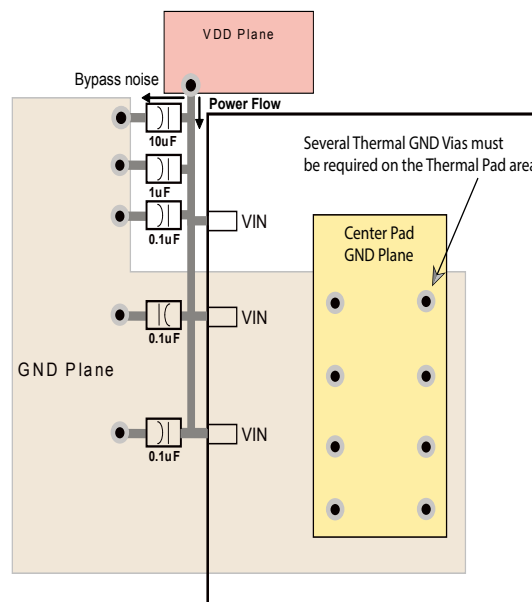 VDD Plane
Bypass noise
Power Flow
10uF
Several Thermal GND Vias must
be required on the Thermal Pad area
1uF
0.1uF
VIN
Center Pad
GND Plane
VIN
0.1uF
GND Plane
VIN
0.1uF